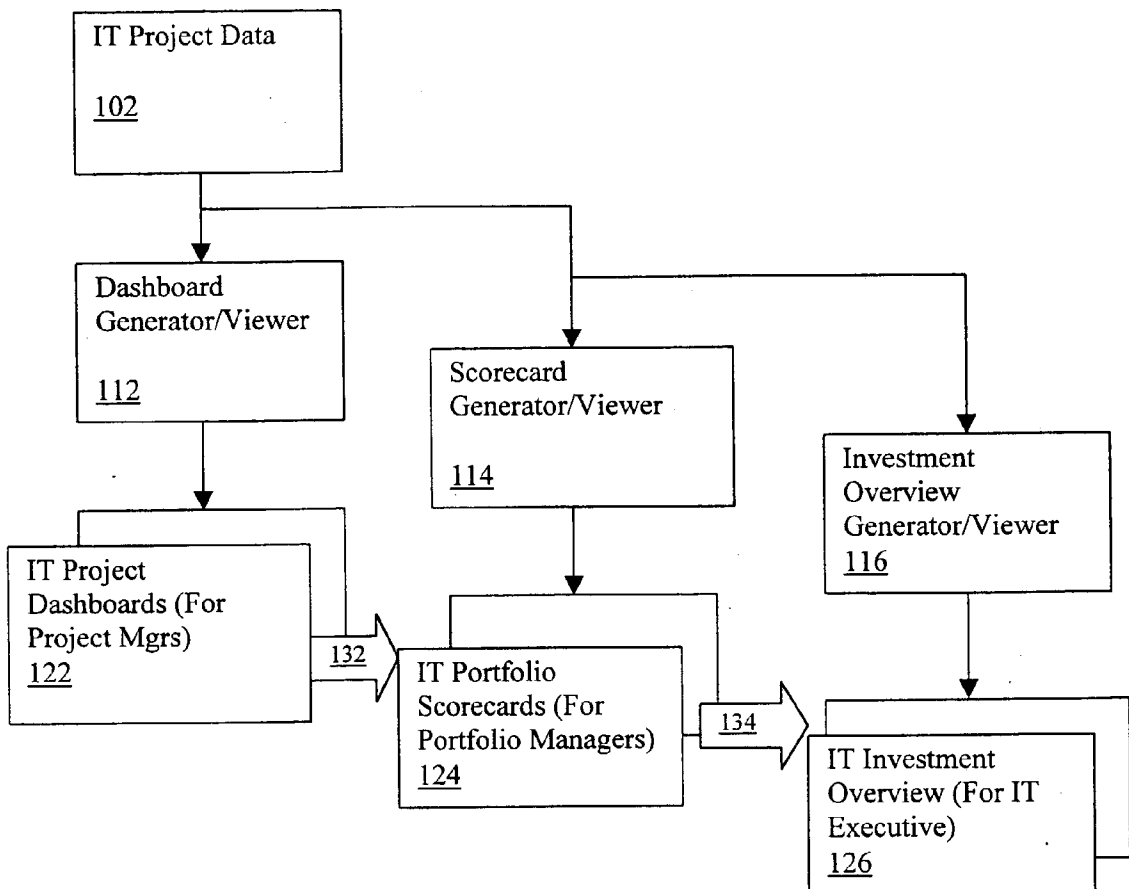 IT Project Data
102
Dashboard
Generator/Viewer
112
Scorecard
Generator/Viewer
114
Investment
Overview
Generator/Viewer
116
IT Project
Dashboards (For
Project Mgrs)
122
132
IT Portfolio
Scorecards (For
Portfolio Managers)
124
134
IT Investment
Overview (For IT
Executive)
126